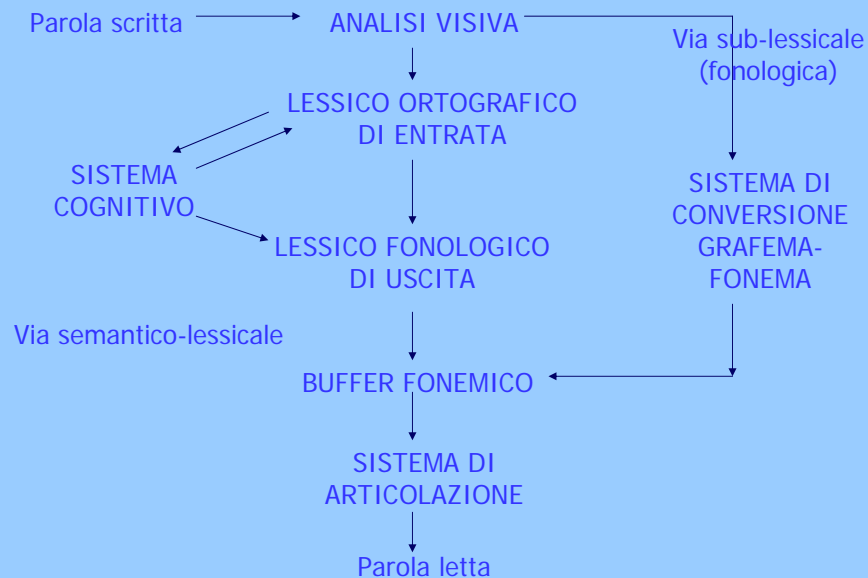 Parola scritta
ANALISI VISIVA
Via sub-lessicale
(fonologica)
LESSICO ORTOGRAFICO
DI ENTRATA
SISTEMA
COGNITIVO
SISTEMA DI
CONVERSIONE
GRAFEMA-
FONEMA
LESSICO FONOLOGICO
DI USCITA
Via semantico-lessicale
BUFFER FONEMICO
SISTEMA DI
ARTICOLAZIONE
Parola letta